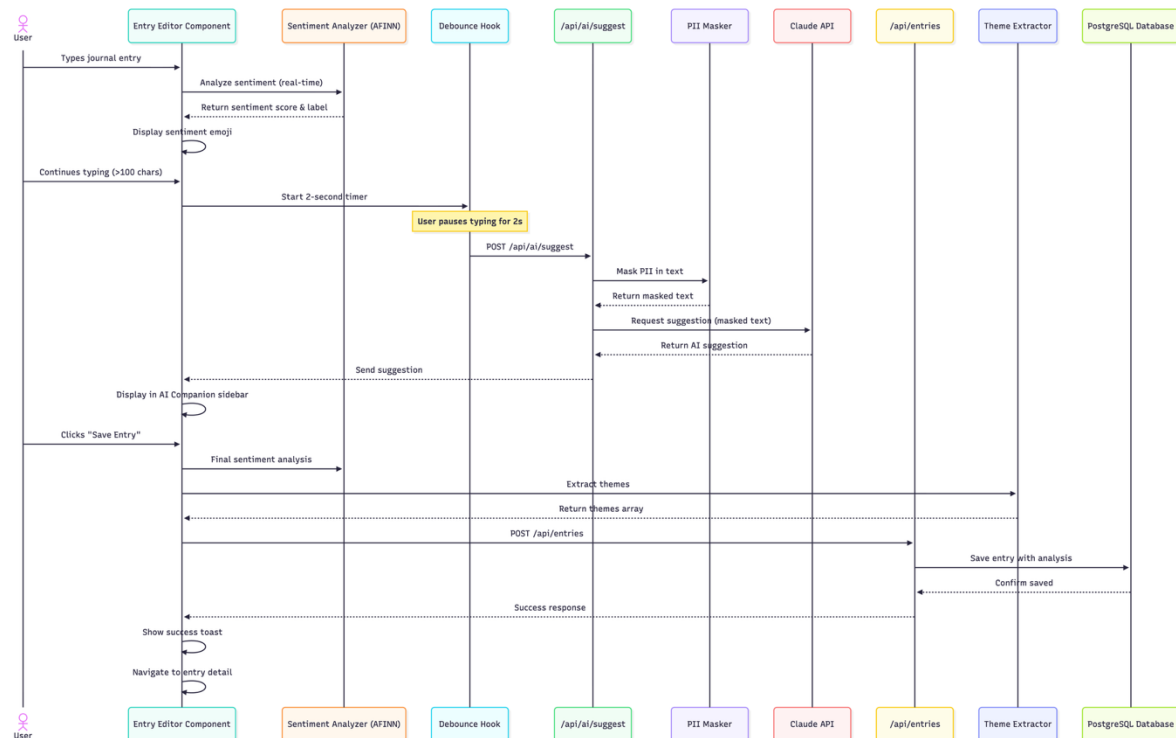 User
Entry Editor Component
Sentiment Analyzer (AFINN)
Debounce Hook
/api/ai/suggest
PII Masker
Claude API
/api/entries
Theme Extractor
PostgreSQL Database
Types journal entry
Analyze sentiment (real-time)
Return sentiment score & label
Display sentiment emoji
Continues typing (>100 chars)
Start 2-second timer
User pauses typing for 2s
POST /api/ai/suggest
Mask PII in text
Return masked text
Request suggestion (masked text)
Return AI suggestion
Send suggestion
Display in AI Companion sidebar
Clicks "Save Entry"
Final sentiment analysis
Extract themes
Return themes array
POST /api/entries
Save entry with analysis
Confirm saved
Success response
Show success toast
Navigate to entry detail
User
Entry Editor Component
Sentiment Analyzer (AFINN)
Debounce Hook
/api/ai/suggest
PII Masker
Claude API
/api/entries
Theme Extractor
PostgreSQL Database